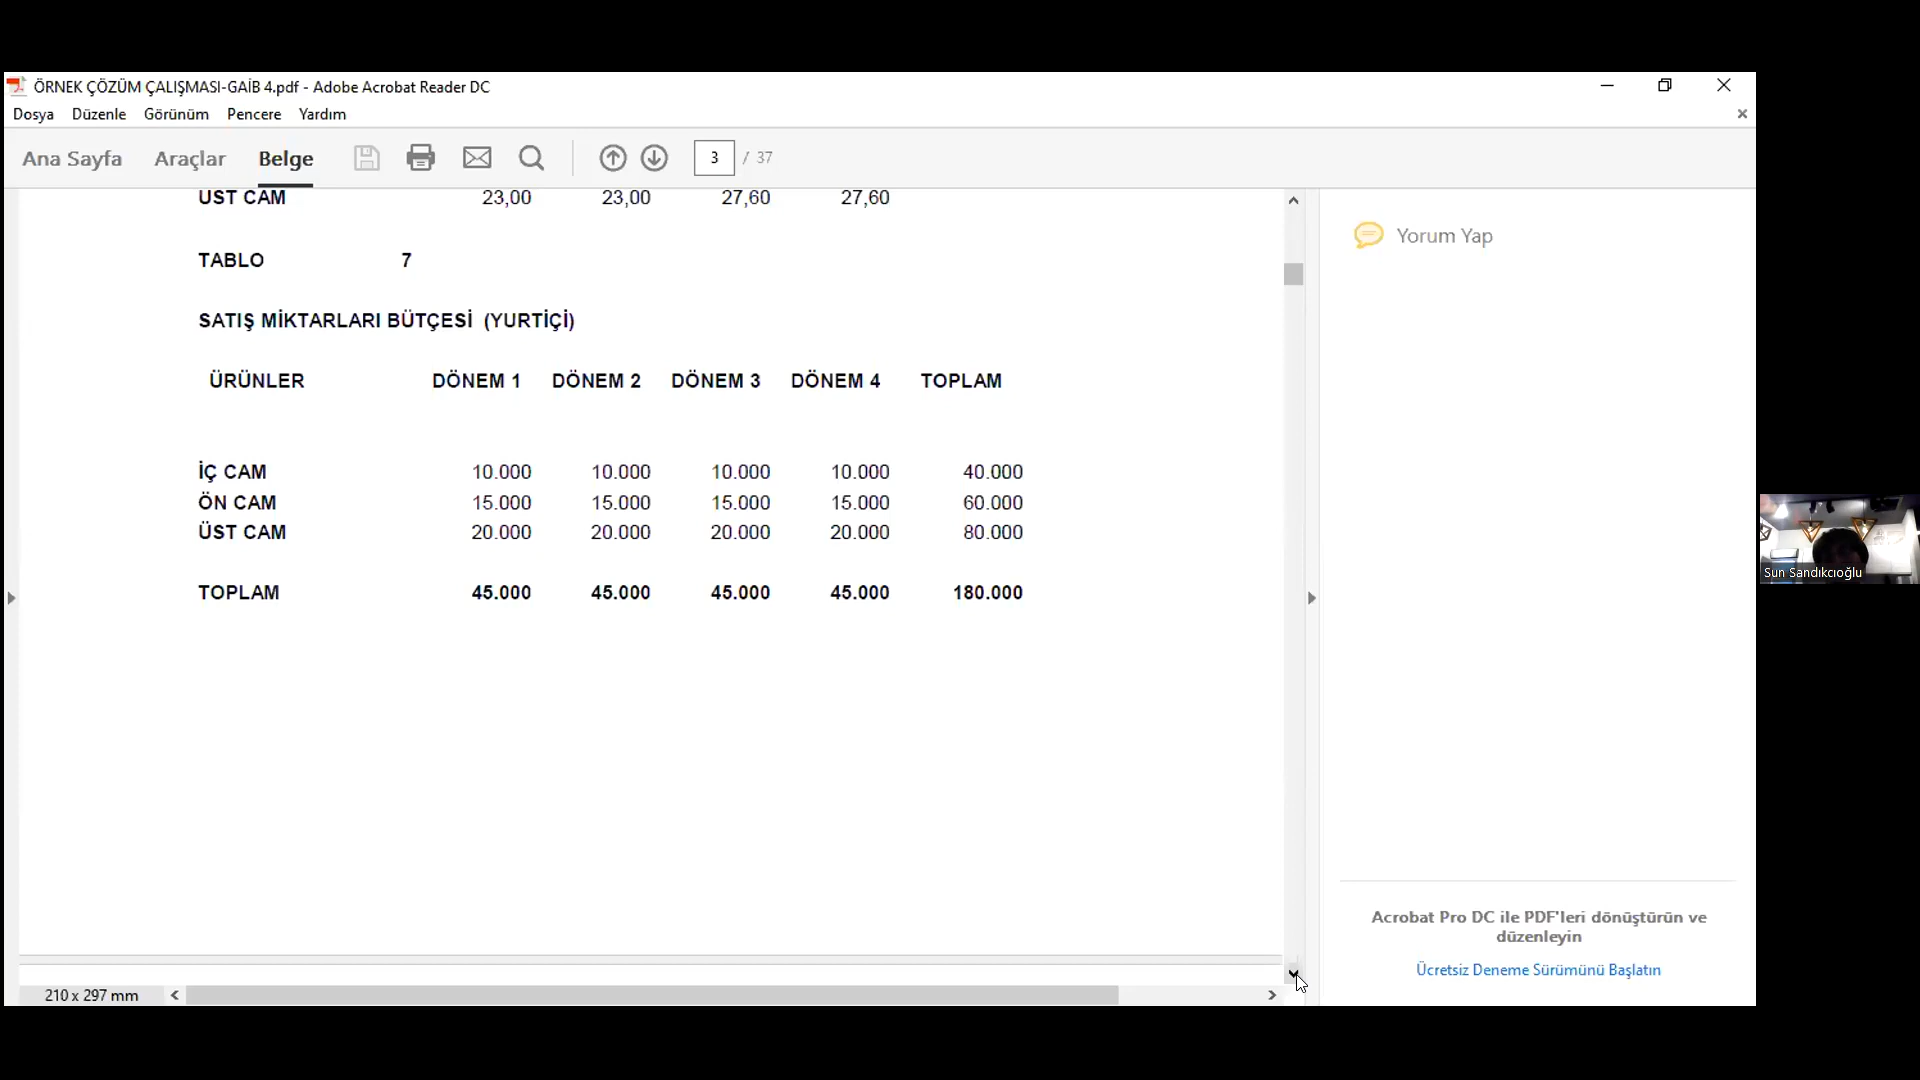 ÖRNEK ÇÖZÜM ÇALIŞMASI-GAİB 4.pdf - Adobe Acrobat Reader DC
Dosya Düzenle Görünüm Pencere Yardım
Ana Sayfa Araçlar Belge 3 / 37
ÜST CAM 23,00 23,00 27,60 27,60
TABLO 7
SATIŞ MİKTARLARI BÜTÇESİ (YURTİÇİ)
ÜRÜNLER DÖNEM 1 DÖNEM 2 DÖNEM 3 DÖNEM 4 TOPLAM
İÇ CAM 10.000 10.000 10.000 10.000 40.000
ÖN CAM 15.000 15.000 15.000 15.000 60.000
ÜST CAM 20.000 20.000 20.000 20.000 80.000
TOPLAM 45.000 45.000 45.000 45.000 180.000
210 x 297 mm
Yorum Yap
Acrobat Pro DC ile PDF'leri dönüştürün ve
düzenleyin
Ücretsiz Deneme Sürümünü Başlatın
Sun Sandıkcıoğlu